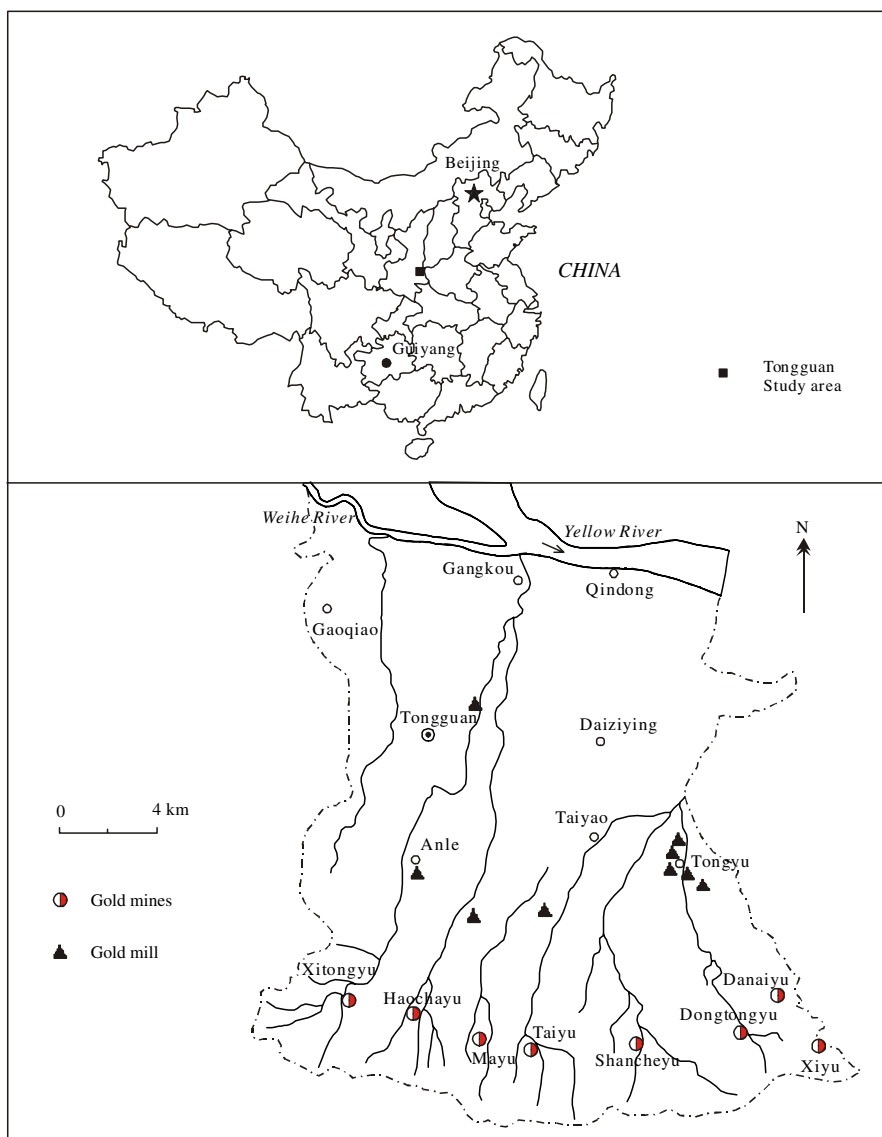 Beijing
CHINA
Guiyang
Tongguan
Study area
Weihe River
Yellow River
N
Gangkou
Qindong
Gaoqiao
Tongguan
Daiziying
0 4 km
Taiyao
Anle
Tongyu
Gold mines
Gold mill
Xitongyu
Haochayu
Danaiyu
Dongtongyu
Taiyu
Mayu
Shancheyu
Xiyu